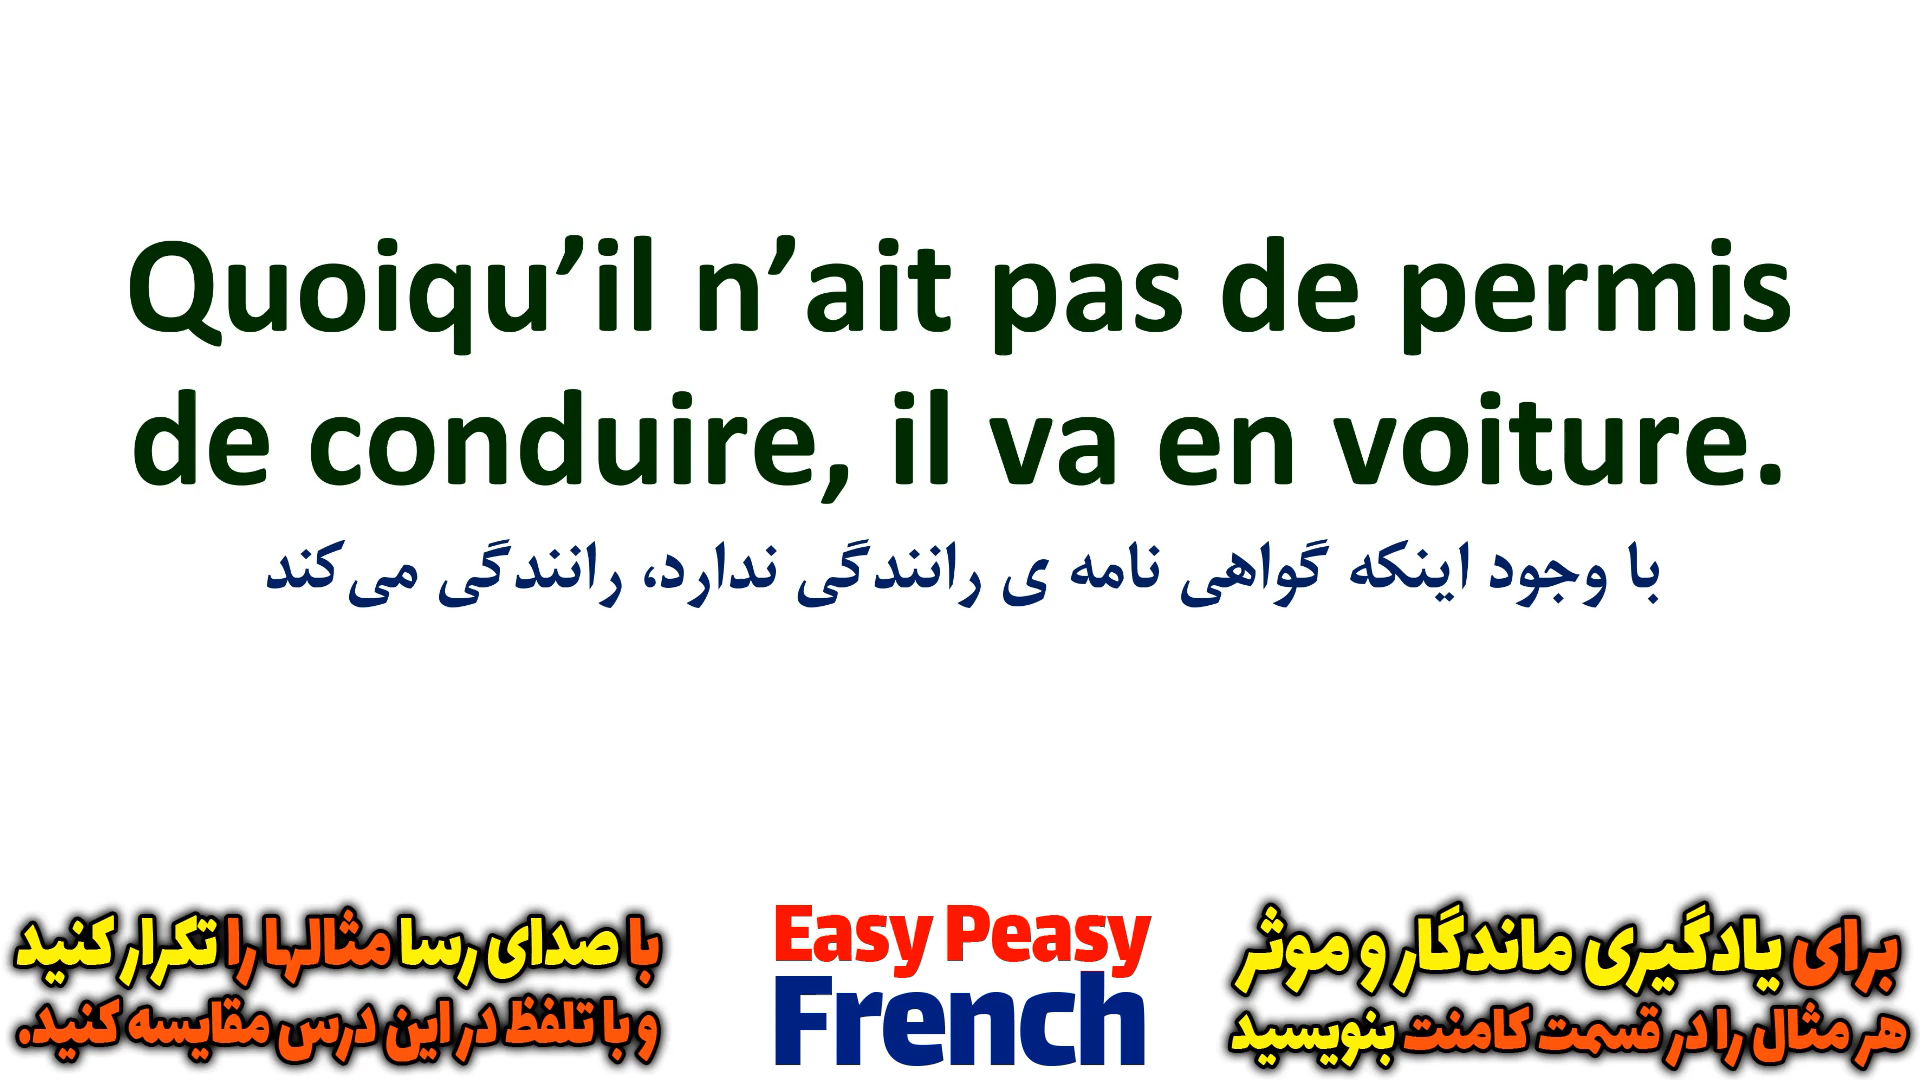 Quoiqu’il n’ait pas de permis
de conduire, il va en voiture.
با وجود اینکه گواهی نامه ی رانندگی ندارد، رانندگی می‌کند
برای یادگیری ماندگار و موثر
هر مثال را در قسمت کامنت بنویسید
Easy Peasy
French
با صدای رسا مثالها را تکرار کنید
و با تلفظ در این درس مقایسه کنید.